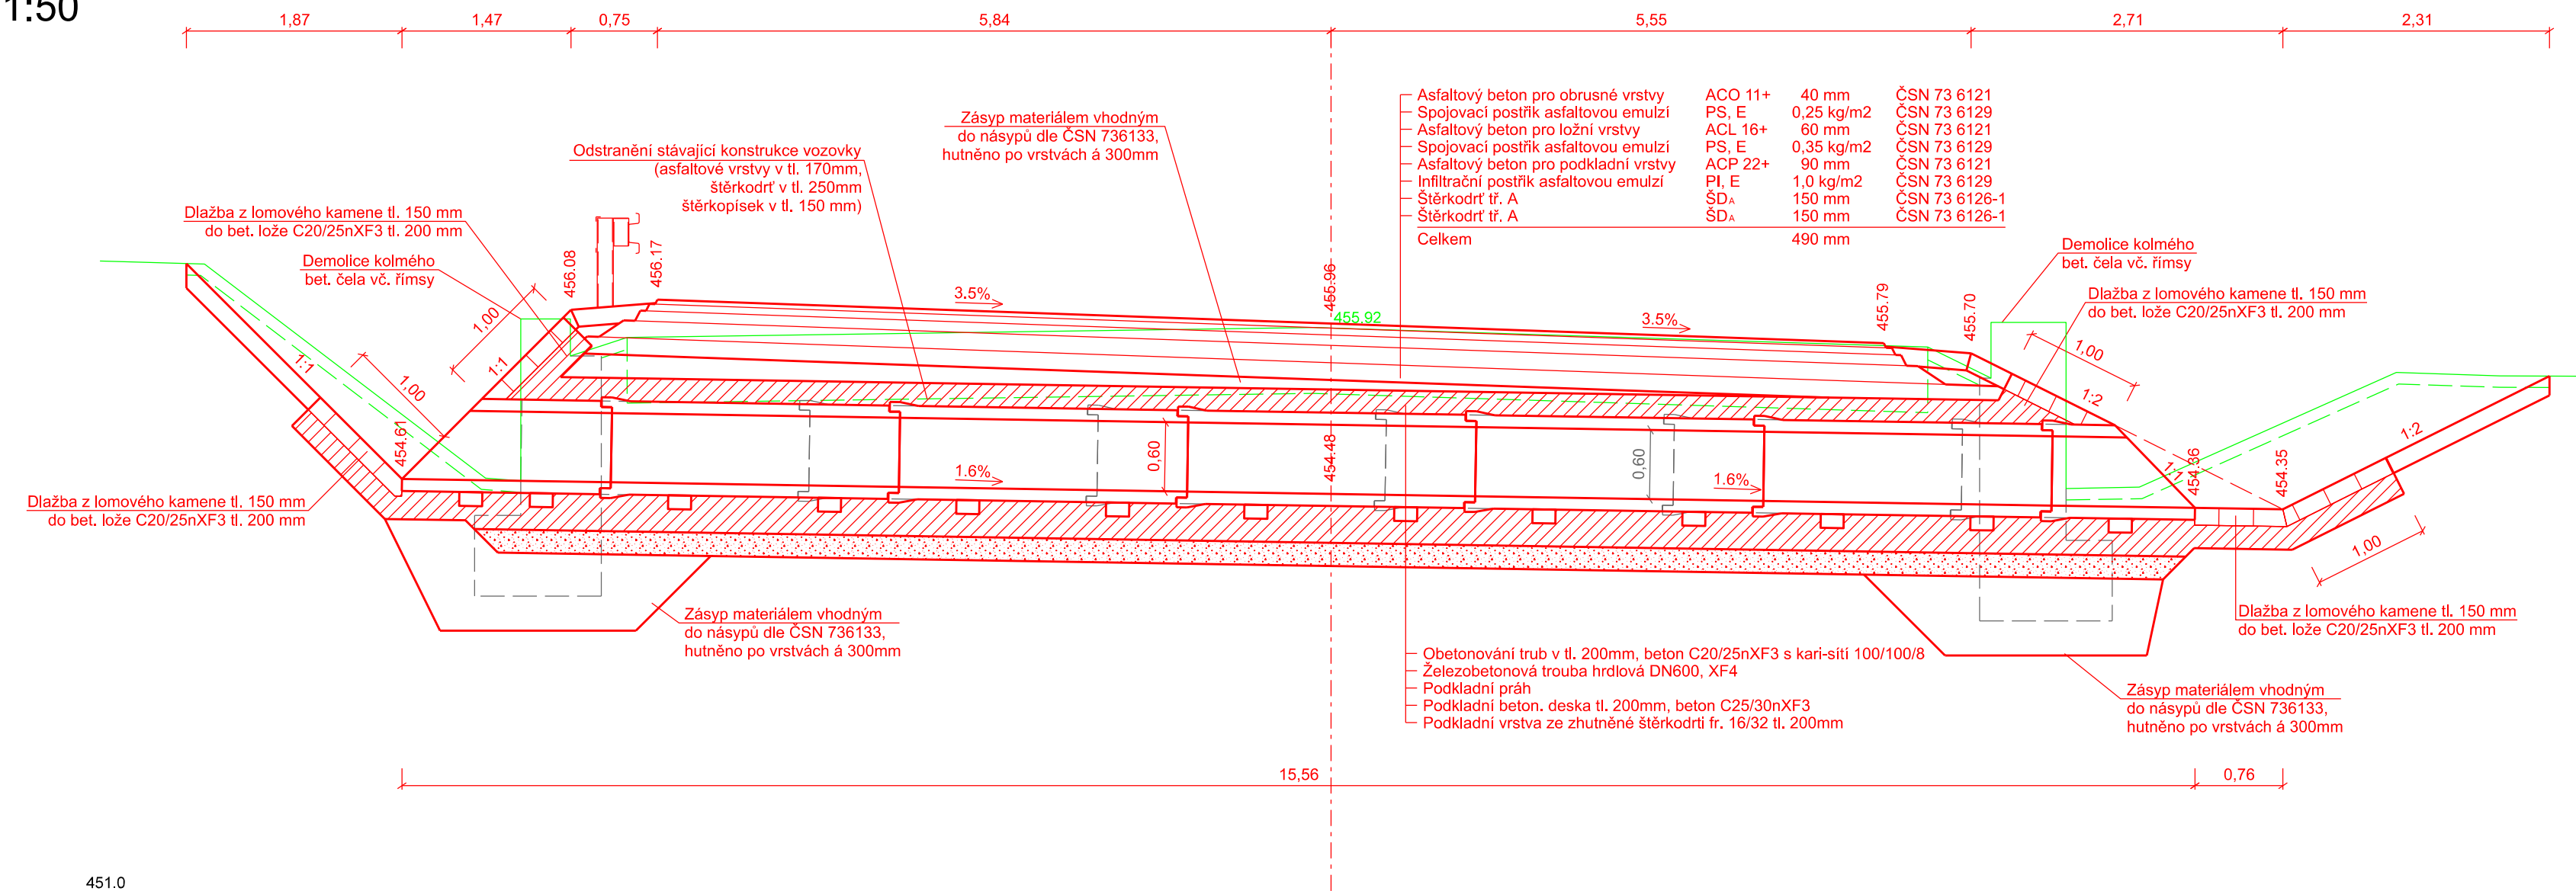 1:50
1,87
1,47
0,75
5,84
5,55
2,71
2,31
Asfaltový beton pro obrusné vrstvy ACO 11+ 40 mm ČSN 73 6121
Spojovací postřik asfaltovou emulzí PS, E 0,25 kg/m2 ČSN 73 6129
Asfaltový beton pro ložní vrstvy ACL 16+ 60 mm ČSN 73 6121
Spojovací postřik asfaltovou emulzí PS, E 0,35 kg/m2 ČSN 73 6129
Asfaltový beton pro podkladní vrstvy ACP 22+ 90 mm ČSN 73 6121
Infiltrační postřik asfaltovou emulzí PI, E 1,0 kg/m2 ČSN 73 6129
Štěrkodrť tř. A ŠDA 150 mm ČSN 73 6126-1
Štěrkodrť tř. A ŠDA 150 mm ČSN 73 6126-1
Celkem 490 mm
Zásyp materiálem vhodným
do násypů dle ČSN 736133,
hutněno po vrstvách á 300mm
Odstranění stávající konstrukce vozovky
(asfaltové vrstvy v tl. 170mm,
štěrkodrť v tl. 250mm
štěrkopísek v tl. 150 mm)
Dlažba z lomového kamene tl. 150 mm
do bet. lože C20/25nXF3 tl. 200 mm
Demolice kolmého
bet. čela vč. římsy
Demolice kolmého
bet. čela vč. římsy
Dlažba z lomového kamene tl. 150 mm
do bet. lože C20/25nXF3 tl. 200 mm
456.08
456.17
455.96
455.92
455.79
455.70
3.5%
3.5%
1,00
1:1
1:1
1,00
1,00
1:2
1:2
1:1
454.61
0,60
454.48
0,60
1.6%
1.6%
454.36
454.35
1,00
Dlažba z lomového kamene tl. 150 mm
do bet. lože C20/25nXF3 tl. 200 mm
Zásyp materiálem vhodným
do násypů dle ČSN 736133,
hutněno po vrstvách á 300mm
Obetonování trub v tl. 200mm, beton C20/25nXF3 s kari-sítí 100/100/8
Železobetonová trouba hrdlová DN600, XF4
Podkladní práh
Podkladní beton. deska tl. 200mm, beton C25/30nXF3
Podkladní vrstva ze zhutněné štěrkodrti fr. 16/32 tl. 200mm
Dlažba z lomového kamene tl. 150 mm
do bet. lože C20/25nXF3 tl. 200 mm
Zásyp materiálem vhodným
do násypů dle ČSN 736133,
hutněno po vrstvách á 300mm
15,56
0,76
451.0